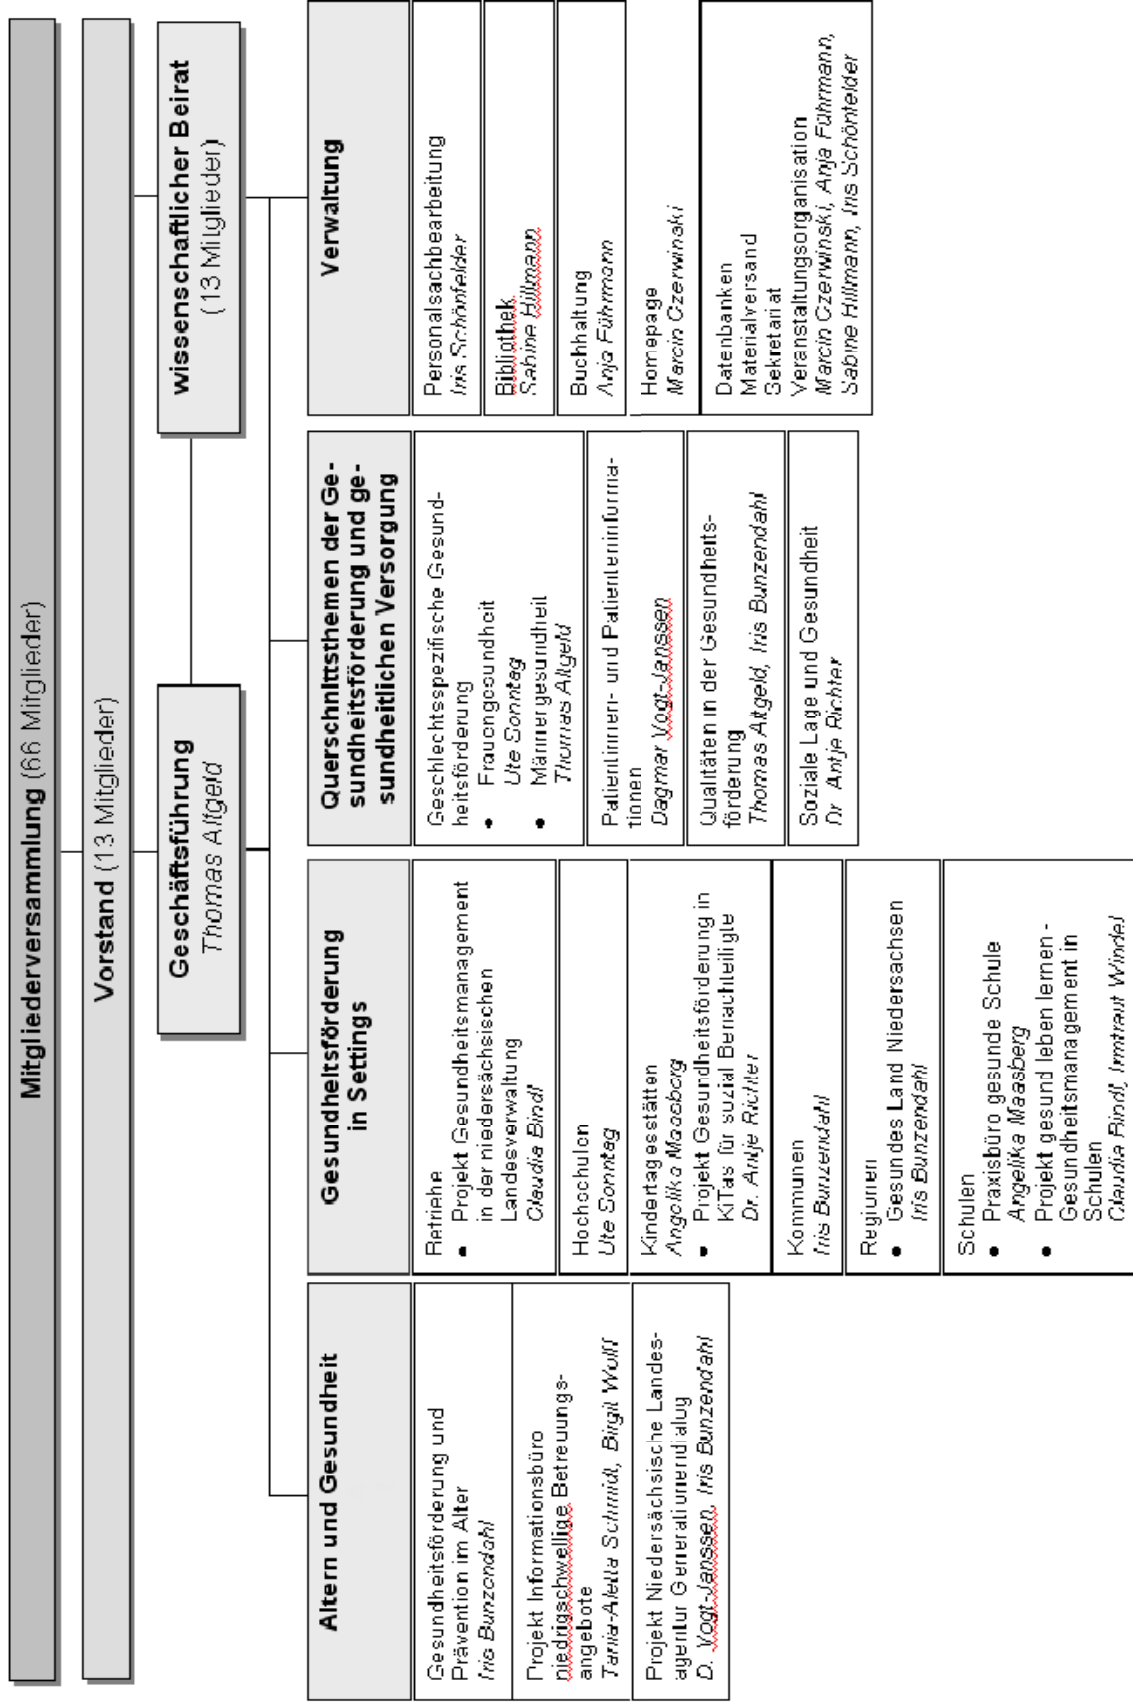 Mitgliederversammlung (66 Mitglieder)
Vorstand (13 Mitglieder)
Geschäftsführung
Thomas Altgeld
wissenschaftlicher Beirat
(13 Mitglieder)
Altern und Gesundheit
Gesundheitsförderung und
Prävention im Alter
Iris Bunzendahl
Projekt Informationsbüro
niedrigschwellige Betreuungs-
angebote
Tania-Aletta Schmidt, Birgit Wolff
Projekt Niedersächsische Landes-
agentur Generationendialog
D. Vogt-Janssen, Iris Bunzendahl
Gesundheitsförderung
in Settings
Betriebe
• Projekt Gesundheitsmanagement
in der niedersächsischen
Landesverwaltung
Claudia Bindl
Hochschulen
Ute Sonntag
Kindertagesstätten
Angelika Maasberg
• Projekt Gesundheitsförderung in
KiTas für sozial Benachteiligte
Dr. Antje Richter
Kommunen
Iris Bunzendahl
Regionen
• Gesundes Land Niedersachsen
Iris Bunzendahl
Schulen
• Praxisbüro gesunde Schule
Angelika Maasberg
• Projekt gesund leben lernen -
Gesundheitsmanagement in
Schulen
Claudia Bindl, Irmtraut Windel
Querschnittsthemen der Ge-
sundheitsförderung und ge-
sundheitlichen Versorgung
Geschlechtsspezifische Gesund-
heitsförderung
• Frauengesundheit
Ute Sonntag
• Männergesundheit
Thomas Altgeld
Patientinnen- und Patienteninforma-
tionen
Dagmar Vogt-Janssen
Qualitäten in der Gesundheits-
förderung
Thomas Altgeld, Iris Bunzendahl
Soziale Lage und Gesundheit
Dr. Antje Richter
Verwaltung
Personalsachbearbeitung
Iris Schönfelder
Bibliothek
Sabine Hillmann
Buchhaltung
Anja Führmann
Homepage
Marcin Czerwinski
Datenbanken
Materialversand
Sekretariat
Veranstaltungsorganisation
Marcin Czerwinski, Anja Führmann,
Sabine Hillmann, Iris Schönfelder